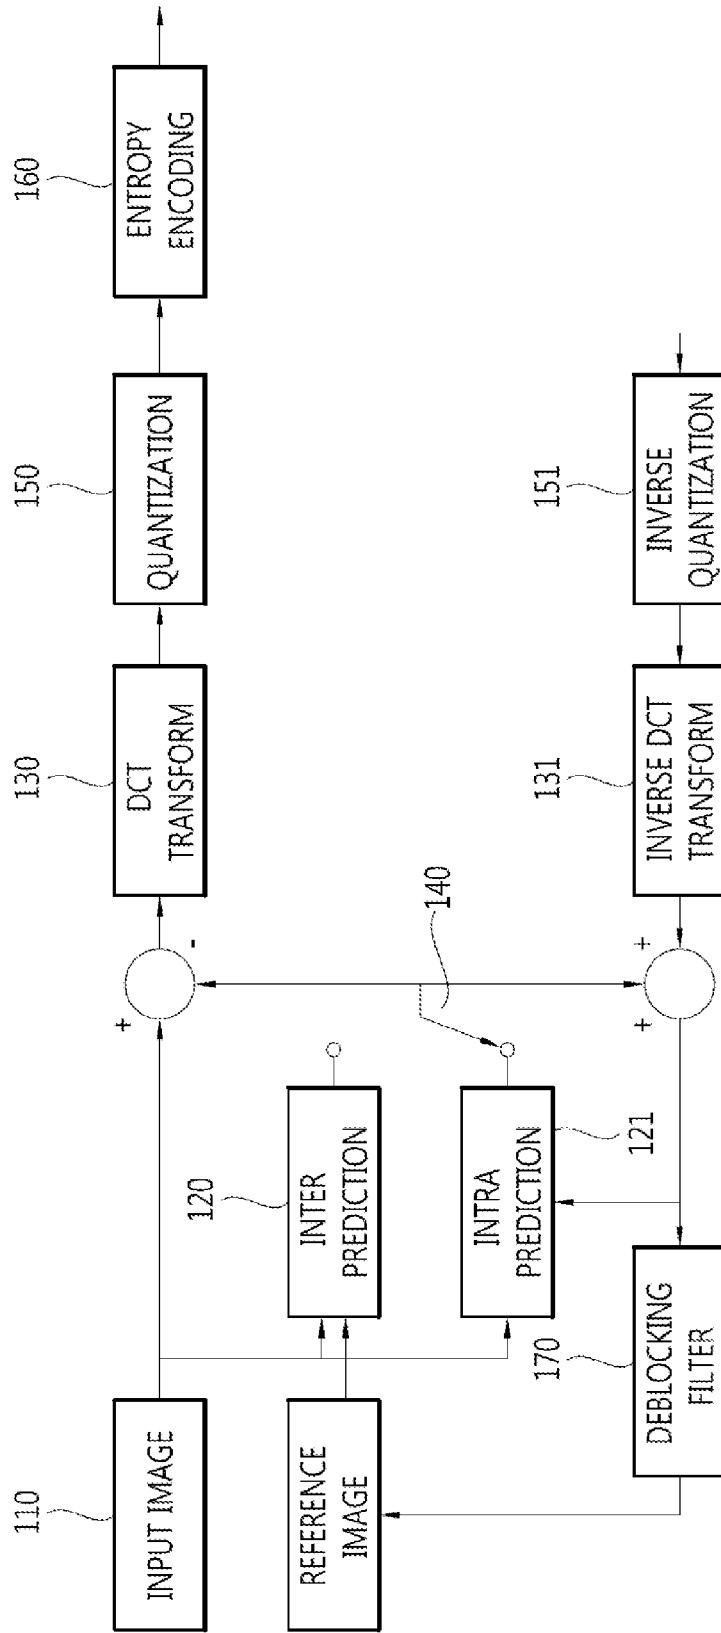 110
INPUT IMAGE
+
-
130
DCT
TRANSFORM
150
QUANTIZATION
160
ENTROPY
ENCODING
REFERENCE
IMAGE
120
INTER
PREDICTION
INTRA
PREDICTION
121
140
170
DEBLOCKING
FILTER
+
+
131
INVERSE DCT
TRANSFORM
151
INVERSE
QUANTIZATION